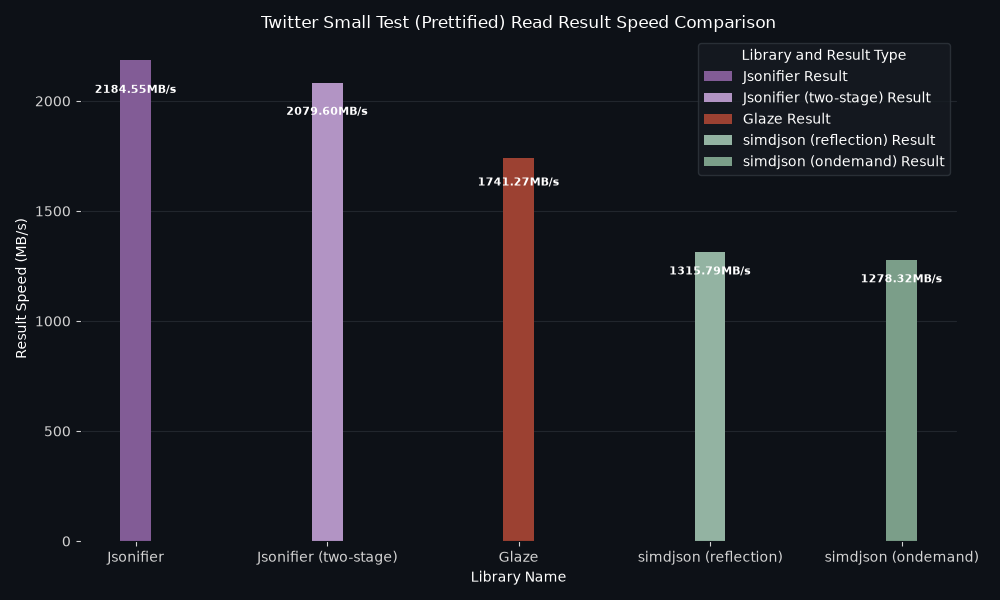 Twitter Small Test (Prettified) Read Result Speed Comparison
Library and Result Type
Jsonifier Result
Jsonifier (two-stage) Result
Glaze Result
simdjson (reflection) Result
simdjson (ondemand) Result
2184.55MB/s
2079.60MB/s
1741.27MB/s
1315.79MB/s
1278.32MB/s
Result Speed (MB/s)
2000
1500
1000
500
0
Jsonifier
Jsonifier (two-stage)
Glaze
simdjson (reflection)
simdjson (ondemand)
Library Name